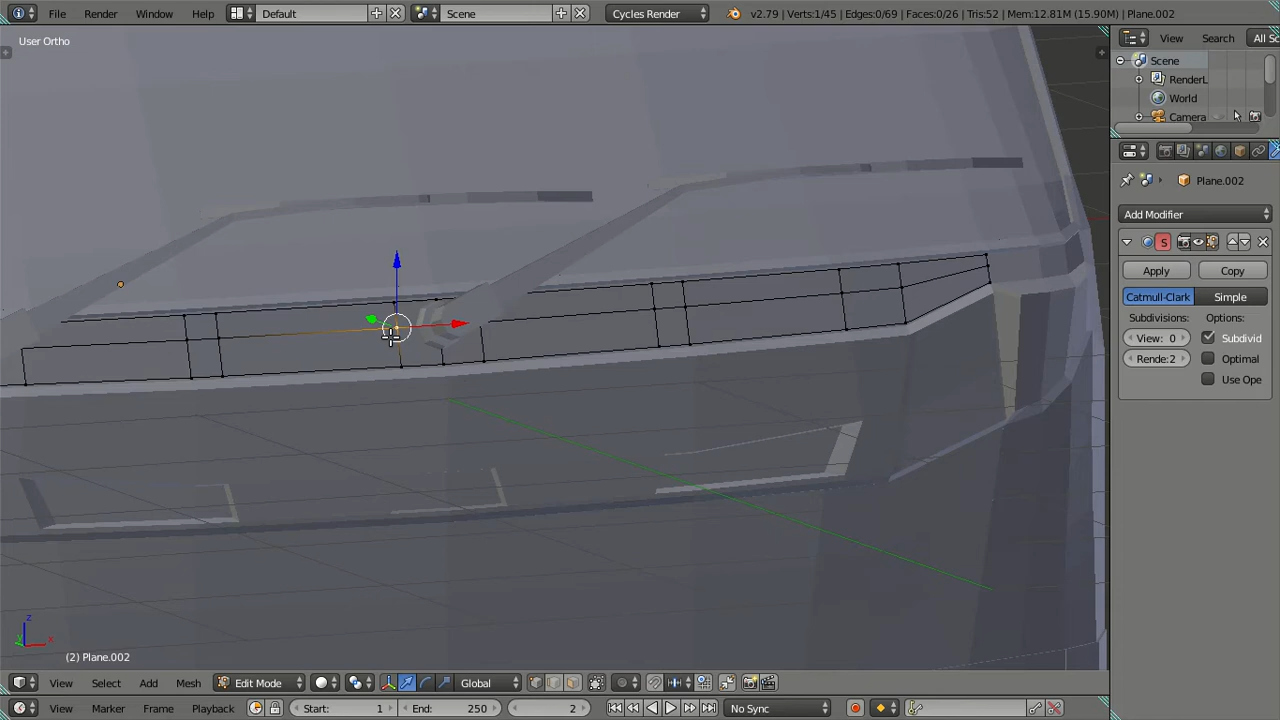 File Render Window Help Default Scene Cycles Render v2.79 | Verts:1/45 | Edges:0/69 | Faces:0/26 | Tris:52 | Mem:12.81M (15.90M) | Plane.002
User Ortho
View Search All Sc
Scene
RenderL
World
Camera
Plane.002
Add Modifier
S
Apply Copy
Catmull-Clark Simple
Subdivisions: Options:
View: 0 Subdivid
Rende:2 Optimal
Use Ope
z
y x
(2) Plane.002
View Select Add Mesh Edit Mode Global
View Marker Frame Playback Start: 1 End: 250 2 No Sync